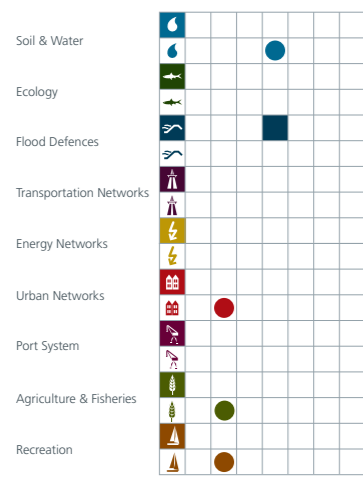 Soil & Water
Ecology
Flood Defences
Transportation Networks
Energy Networks
Urban Networks
Port System
Agriculture & Fisheries
Recreation